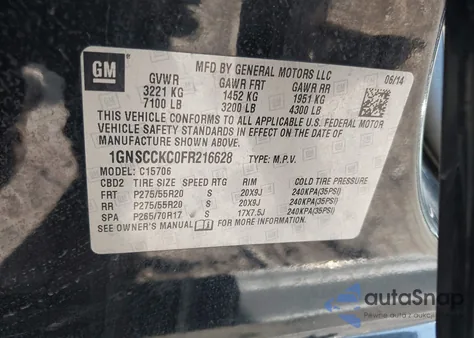 GM
MFD BY GENERAL MOTORS LLC 06/14
GVWR GAWR FRT GAWR RR
3221 KG 1452 KG 1951 KG
7100 LB 3200 LB 4300 LB
THIS VEHICLE CONFORMS TO ALL APPLICABLE U.S. FEDERAL MOTOR
VEHICLE SAFETY STANDARDS IN EFFECT ON THE DATE OF
MANUFACTURE SHOWN ABOVE.
1GNSCCKC0FR216628 TYPE: M.P.V.
MODEL: C15706
CBD2 TIRE SIZE SPEED RTG RIM COLD TIRE PRESSURE
FRT P275/55R20 S 20X9J 240KPA(35PSI)
RR P275/55R20 S 20X9J 240KPA(35PSI)
SPA P265/70R17 S 17X7.5J 240KPA(35PSI)
SEE OWNER'S MANUAL FOR MORE INFORMATION.
autaSnap
Pewne auta z dowozem